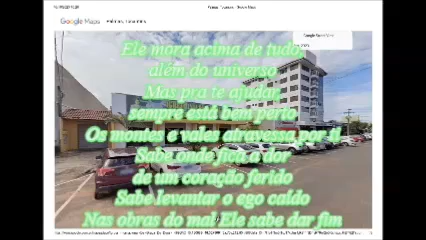 Google Maps
Ele mora acima de tudo,
além do universo
Mas pra te ajudar,
sempre está bem perto
Os montes e vales atravessa por ti
Sabe onde fica a dor
de um coração ferido
Sabe levantar o ego caído
Nas obras do mal Ele sabe dar fim